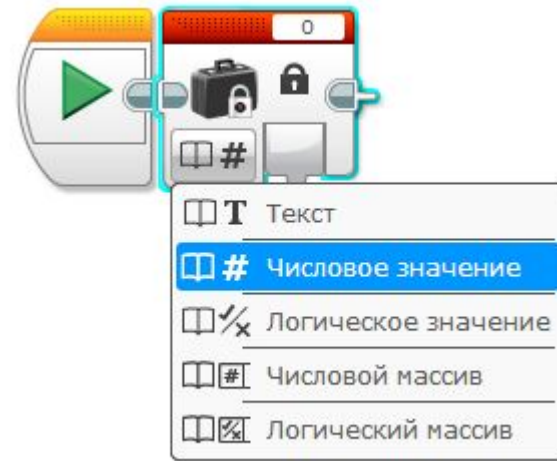 0
#
T Текст
# Числовое значение
Логическое значение
# Числовой массив
Логический массив